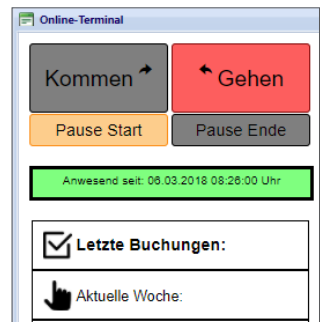 Online-Terminal
Kommen
Gehen
Pause Start
Pause Ende
Anwesend seit: 06.03.2018 08:26:00 Uhr
Letzte Buchungen:
Aktuelle Woche: